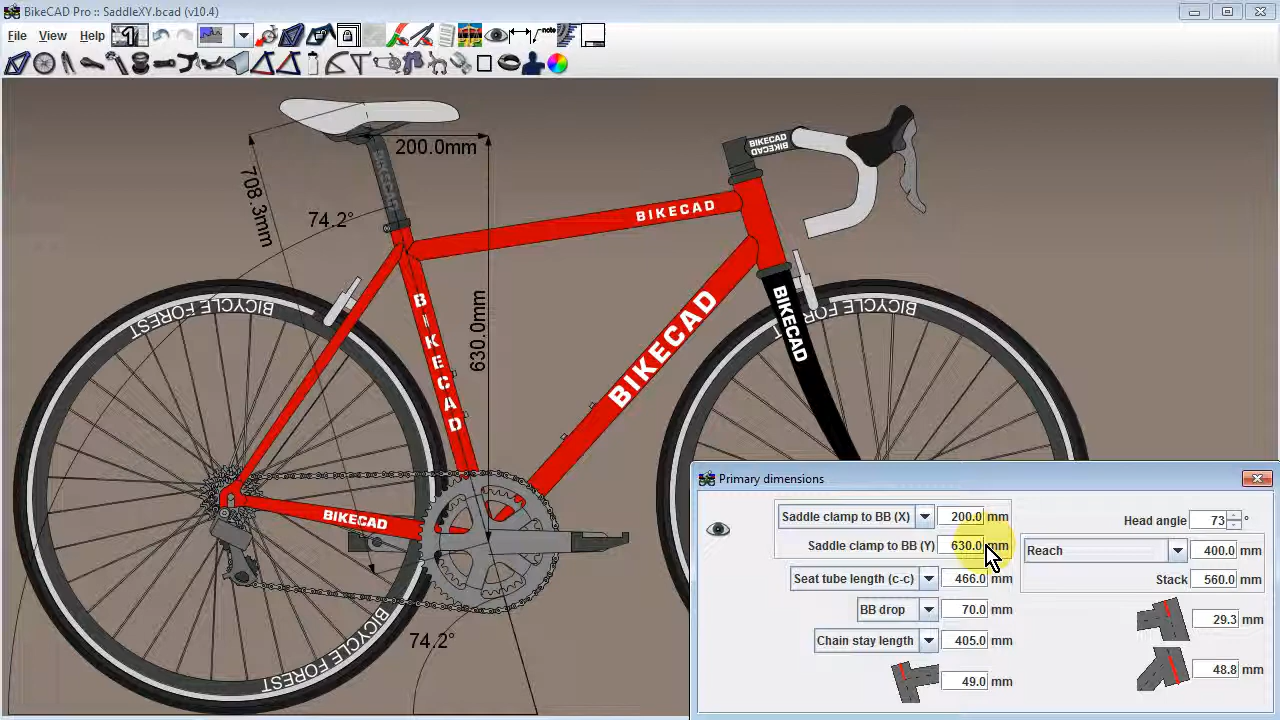 BikeCAD Pro :: SaddleXY.bcad (v10.4)
File View Help
1
note
200.0mm
708.3mm
74.2°
630.0mm
BIKECAD
BIKECAD
BIKECAD
BIKECAD
BIKECAD
BIKECAD
BIKECAD
BIKECAD
BICYCLE FOREST
BICYCLE FOREST
BICYCLE FOREST
74.2°
Primary dimensions
Saddle clamp to BB (X) 200.0 mm
Saddle clamp to BB (Y) 630.0 mm
Seat tube length (c-c) 466.0 mm
BB drop 70.0 mm
Chain stay length 405.0 mm
49.0 mm
Head angle 73 °
Reach 400.0 mm
Stack 560.0 mm
29.3 mm
48.8 mm